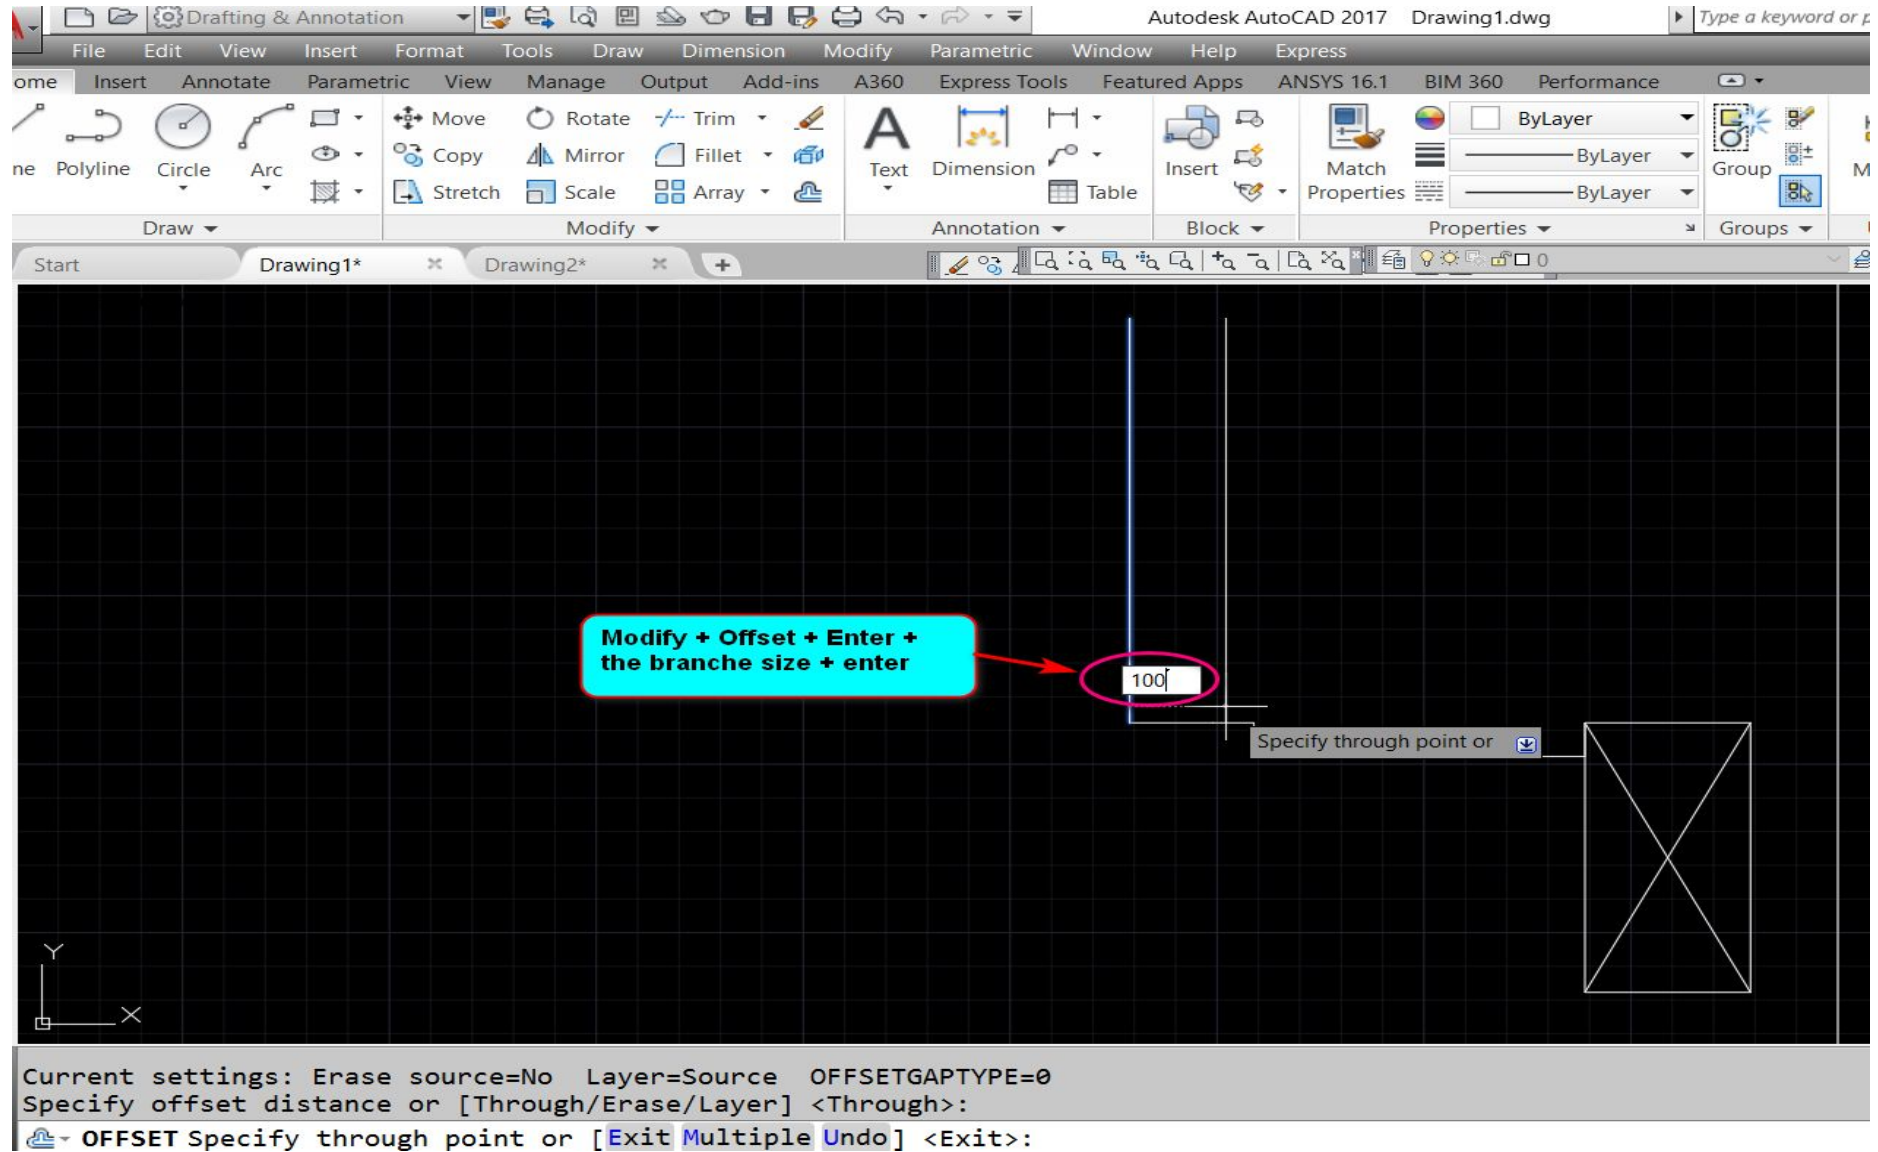 Drafting & Annotation
Autodesk AutoCAD 2017 Drawing1.dwg
Type a keyword or p
File Edit View Insert Format Tools Draw Dimension Modify Parametric Window Help Express
ome Insert Annotate Parametric View Manage Output Add-ins A360 Express Tools Featured Apps ANSYS 16.1 BIM 360 Performance
Move Rotate Trim ByLayer
Copy Mirror Fillet ByLayer
ne Polyline Circle Arc Text Dimension Insert Match Properties Group M
Stretch Scale Array Table ByLayer
Draw Modify Annotation Block Properties Groups
Start Drawing1* Drawing2* 0
Modify + Offset + Enter +
the branche size + enter
100
Specify through point or
Y
X
Current settings: Erase source=No Layer=Source OFFSETGAPTYPE=0
Specify offset distance or [Through/Erase/Layer] <Through>:
OFFSET Specify through point or [Exit Multiple Undo] <Exit>: